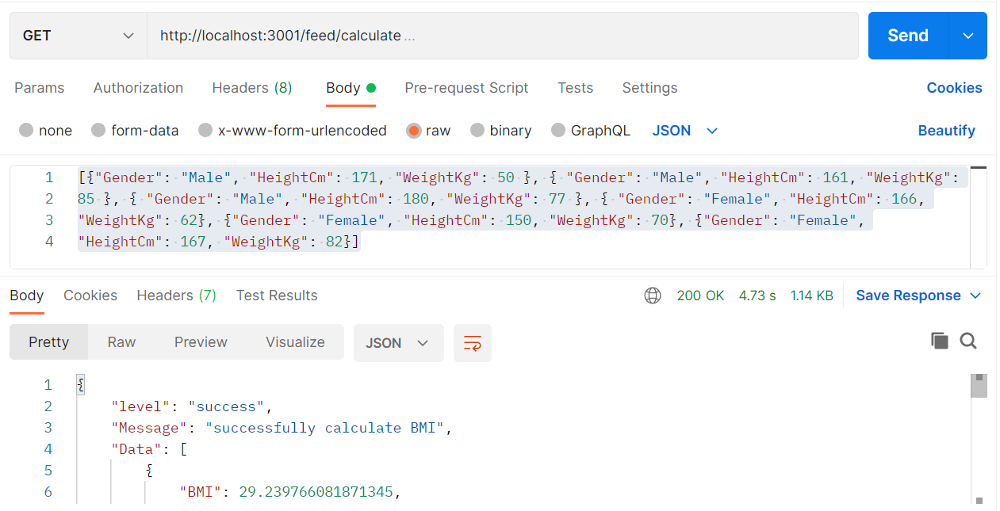 GET http://localhost:3001/feed/calculate ... Send
Params Authorization Headers (8) Body Pre-request Script Tests Settings Cookies
none form-data x-www-form-urlencoded raw binary GraphQL JSON Beautify
1 [{"Gender": "Male", "HeightCm": 171, "WeightKg": 50 }, { "Gender": "Male", "HeightCm": 161, "WeightKg":
2 85 }, { "Gender": "Male", "HeightCm": 180, "WeightKg": 77 }, { "Gender": "Female", "HeightCm": 166,
3 "WeightKg": 62}, {"Gender": "Female", "HeightCm": 150, "WeightKg": 70}, {"Gender": "Female",
4 "HeightCm": 167, "WeightKg": 82}]
Body Cookies Headers (7) Test Results 200 OK 4.73 s 1.14 KB Save Response
Pretty Raw Preview Visualize JSON
1 {
2 "level": "success",
3 "Message": "successfully calculate BMI",
4 "Data": [
5 {
6 "BMI": 29.239766081871345,